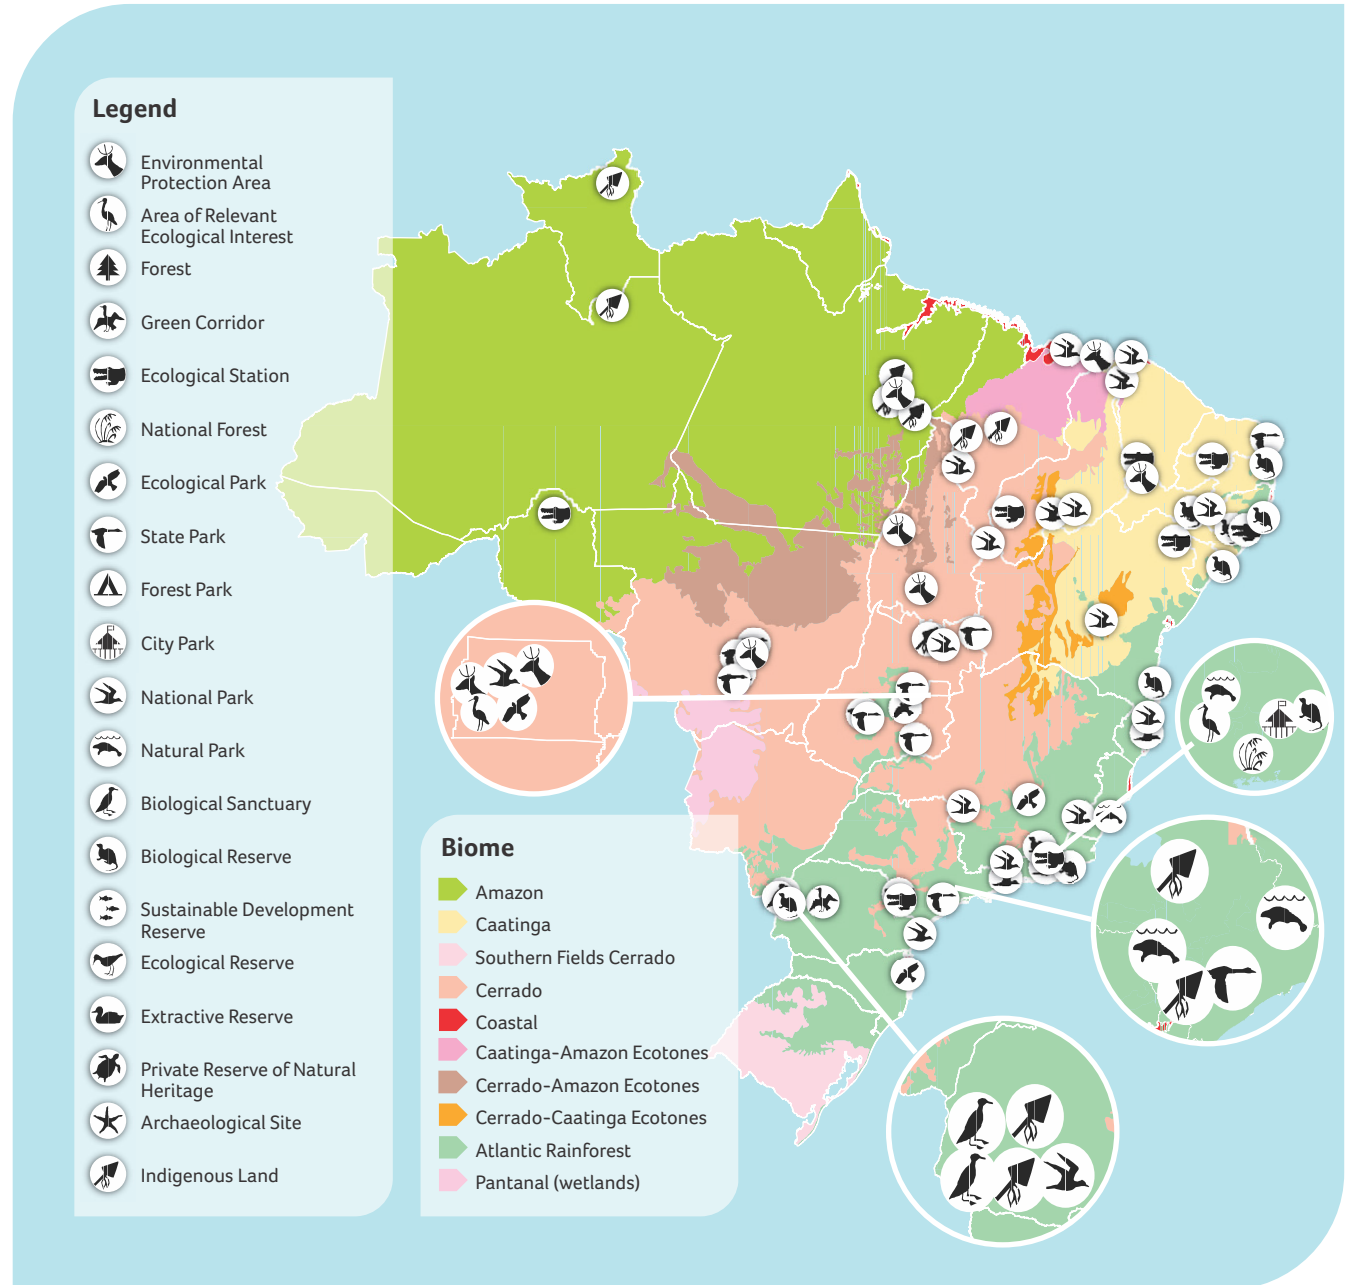 Legend
Environmental
Protection Area
Area of Relevant
Ecological Interest
Forest
Green Corridor
Ecological Station
National Forest
Ecological Park
State Park
Forest Park
City Park
National Park
Natural Park
Biological Sanctuary
Biological Reserve
Sustainable Development
Reserve
Ecological Reserve
Extractive Reserve
Private Reserve of Natural
Heritage
Archaeological Site
Indigenous Land
Biome
Amazon
Caatinga
Southern Fields Cerrado
Cerrado
Coastal
Caatinga-Amazon Ecotones
Cerrado-Amazon Ecotones
Cerrado-Caatinga Ecotones
Atlantic Rainforest
Pantanal (wetlands)